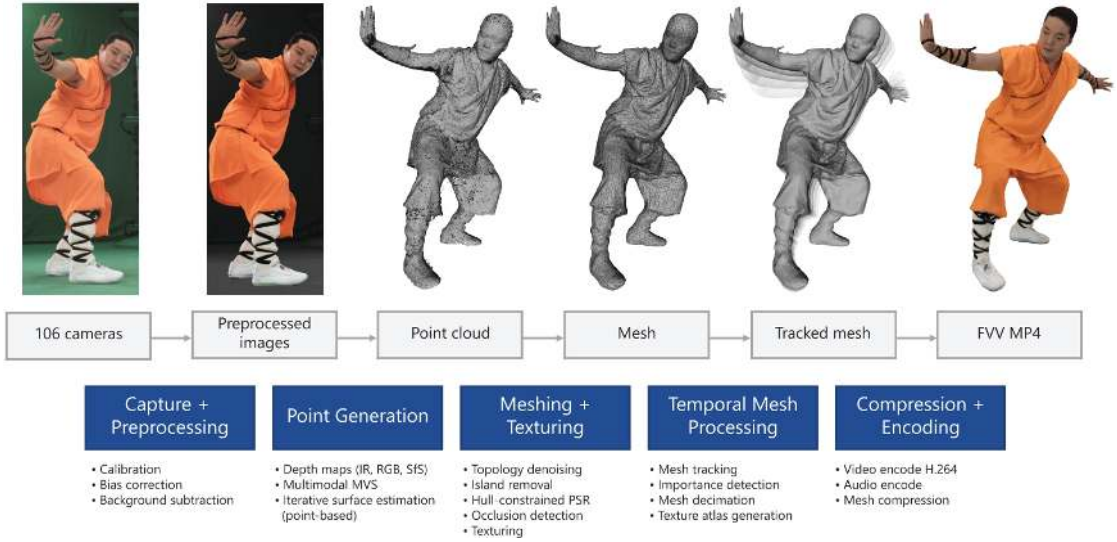 106 cameras
Preprocessed
images
Point cloud
Mesh
Tracked mesh
FVV MP4
Capture +
Preprocessing
• Calibration
• Bias correction
• Background subtraction
Point Generation
• Depth maps (IR, RGB, SfS)
• Multimodal MVS
• Iterative surface estimation
(point-based)
Meshing +
Texturing
• Topology denoising
• Island removal
• Hull-constrained PSR
• Occlusion detection
• Texturing
Temporal Mesh
Processing
• Mesh tracking
• Importance detection
• Mesh decimation
• Texture atlas generation
Compression +
Encoding
• Video encode H.264
• Audio encode
• Mesh compression